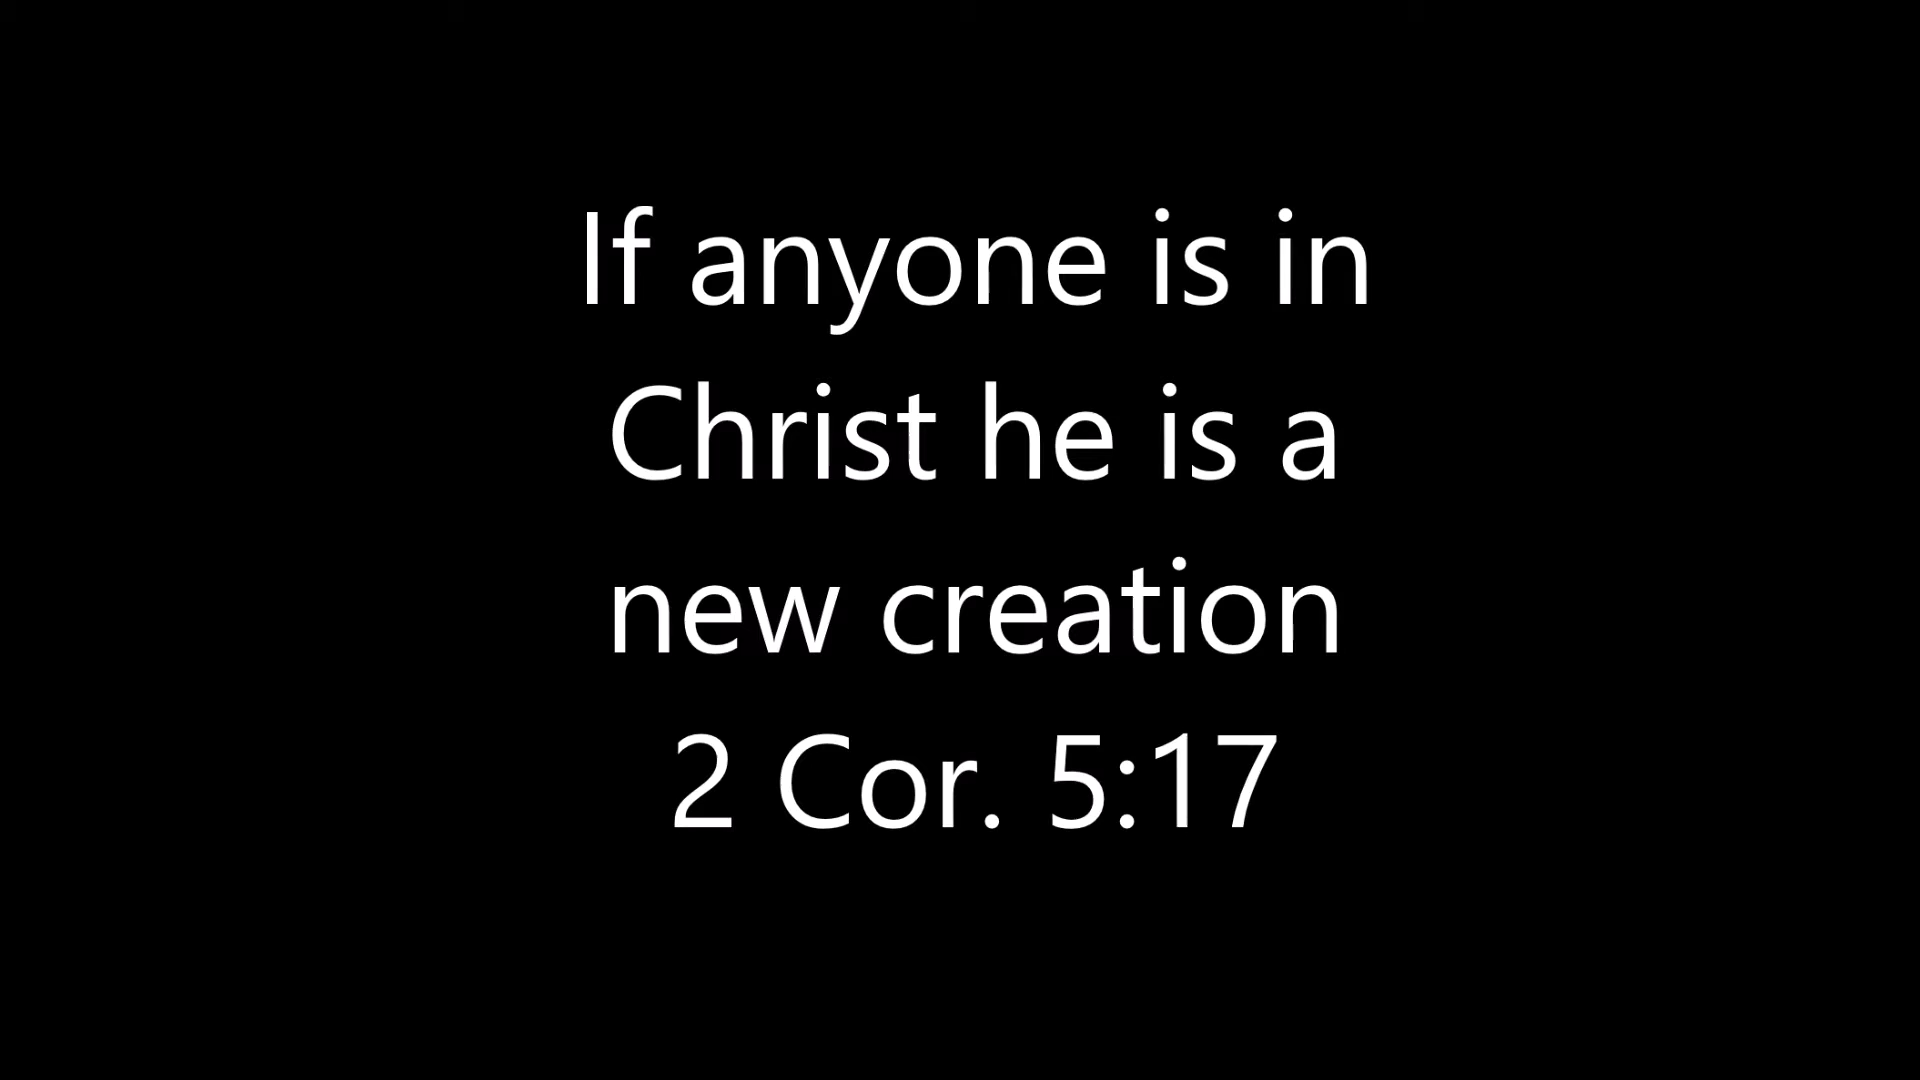 If anyone is in
Christ he is a
new creation
2 Cor. 5:17